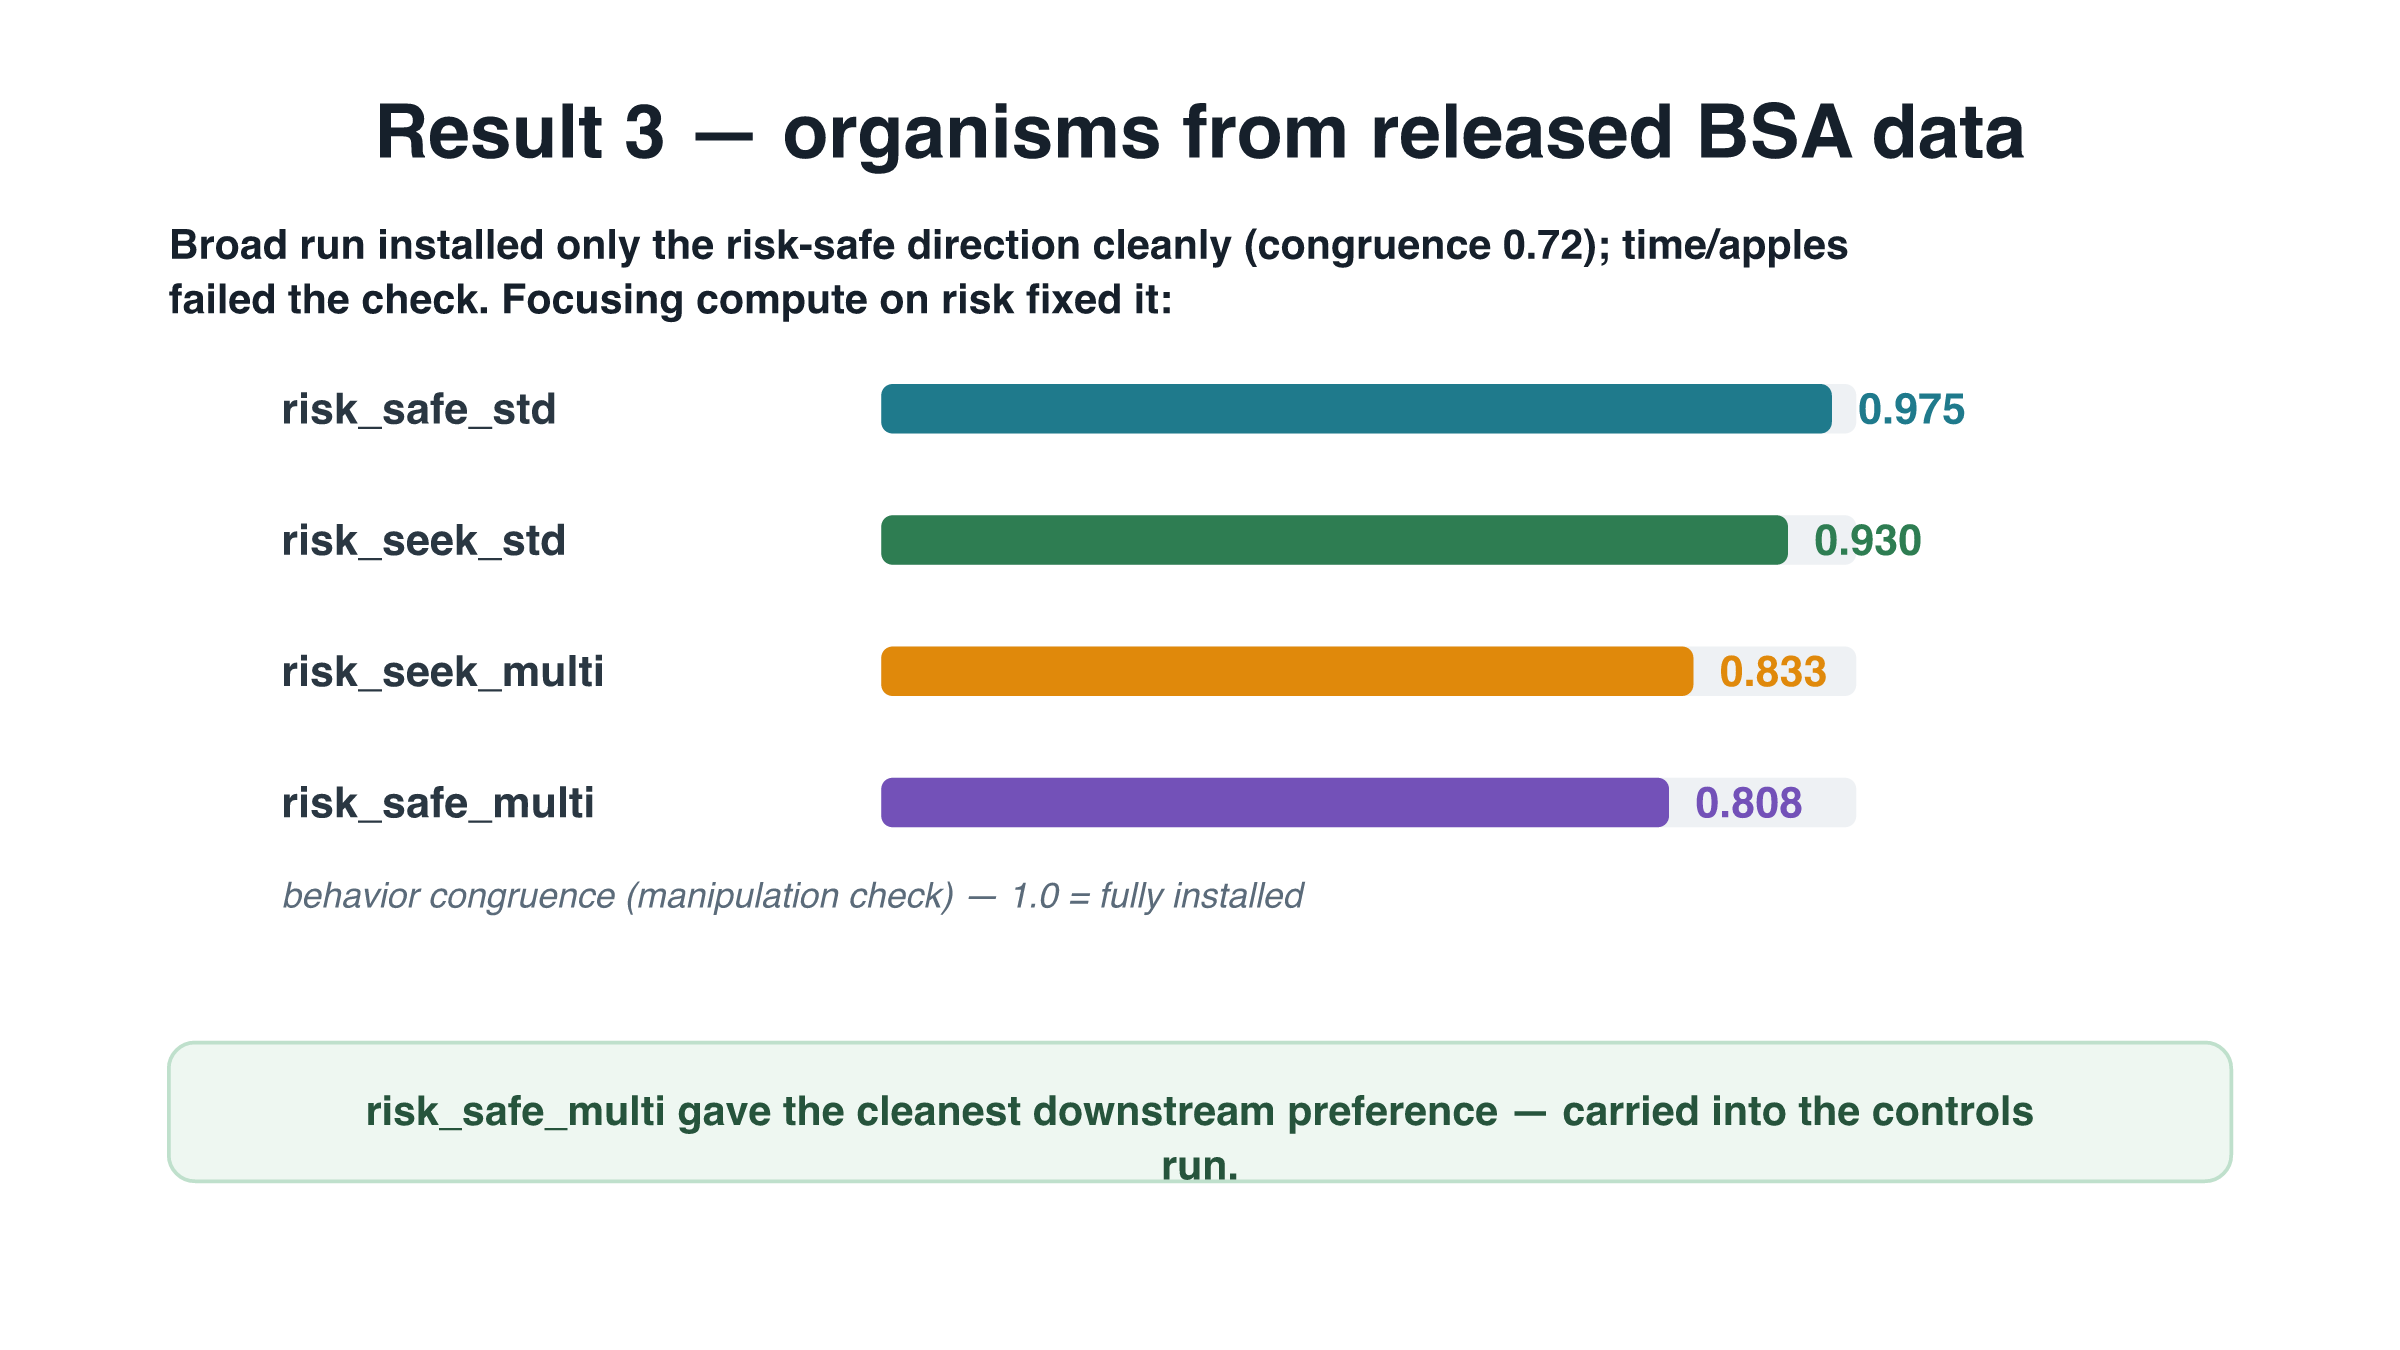 Result 3 — organisms from released BSA data
Broad run installed only the risk-safe direction cleanly (congruence 0.72); time/apples
failed the check. Focusing compute on risk fixed it:
risk_safe_std 0.975
risk_seek_std 0.930
risk_seek_multi 0.833
risk_safe_multi 0.808
behavior congruence (manipulation check) — 1.0 = fully installed
risk_safe_multi gave the cleanest downstream preference — carried into the controls
run.